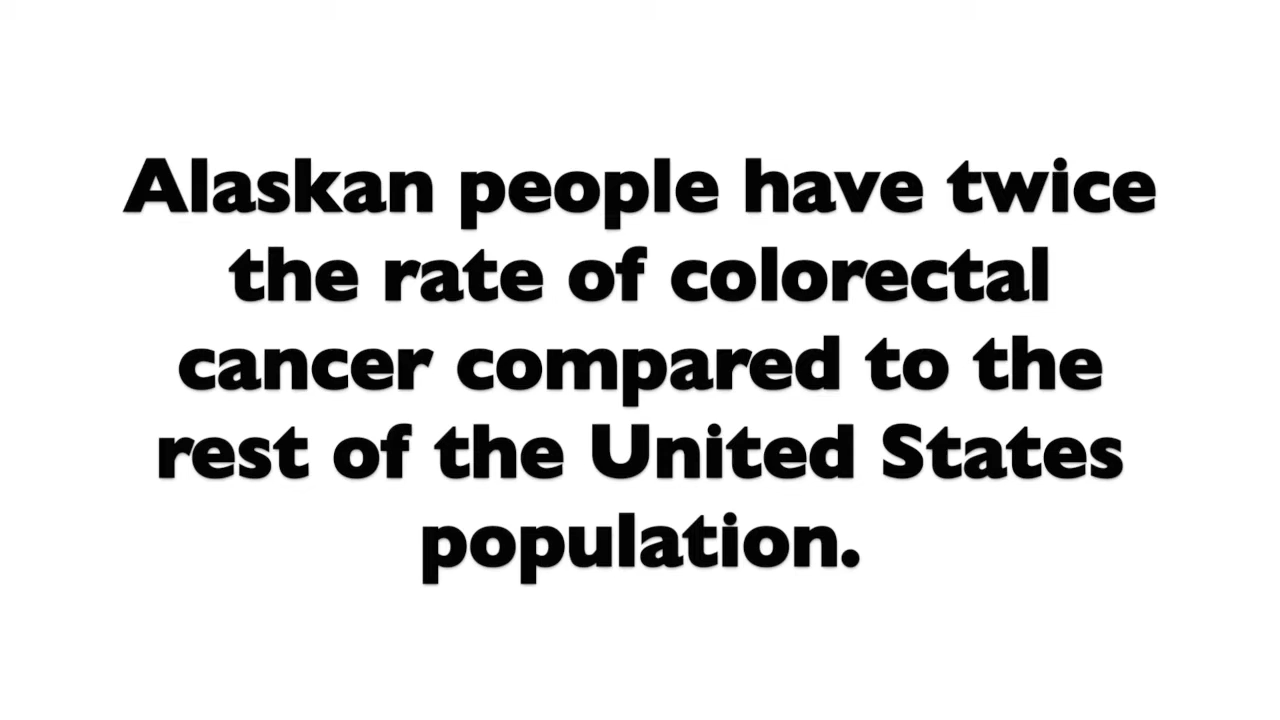 Alaskan people have twice
the rate of colorectal
cancer compared to the
rest of the United States
population.